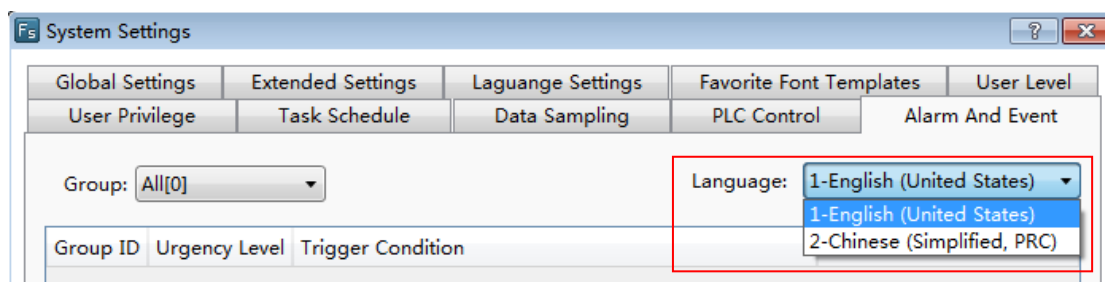 Fs System Settings ?
Global Settings Extended Settings Laguange Settings Favorite Font Templates User Level
User Privilege Task Schedule Data Sampling PLC Control Alarm And Event
Group: All[0] Language: 1-English (United States)
1-English (United States)
2-Chinese (Simplified, PRC)
Group ID Urgency Level Trigger Condition